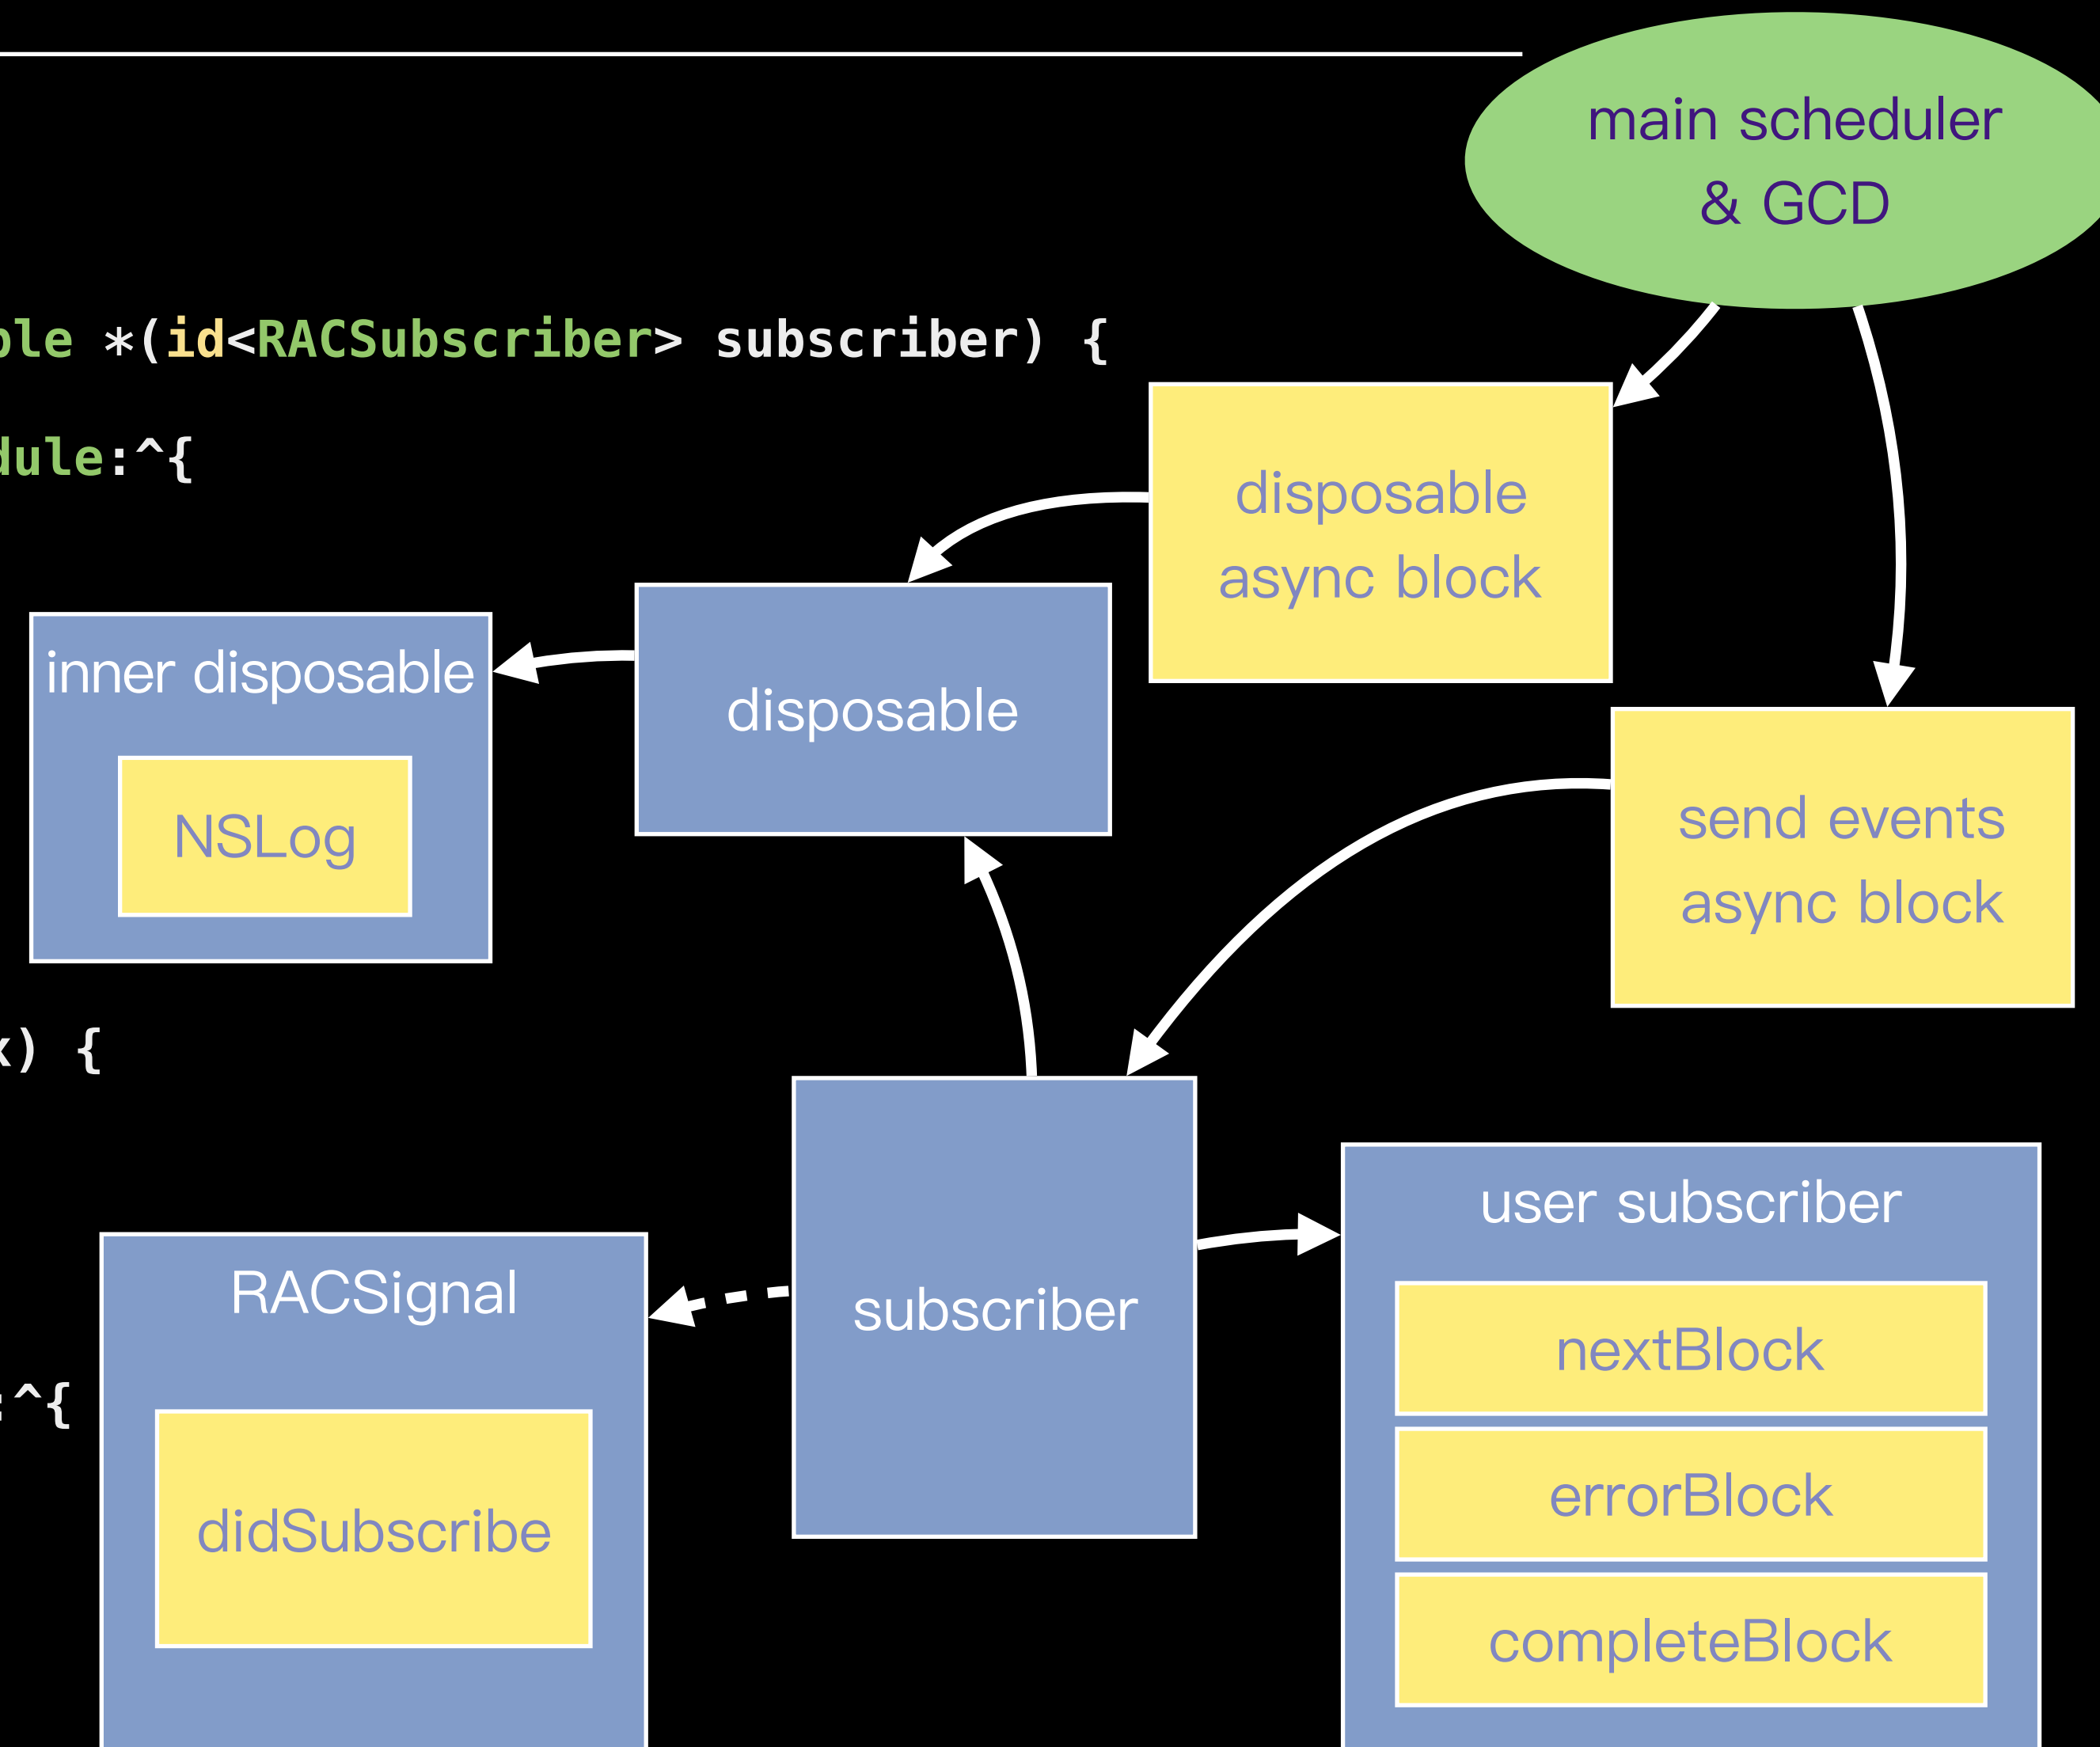 main scheduler
& GCD
le *(id<RACSubscriber> subscriber) {
dule:^{
disposable
async block
inner disposable
NSLog
disposable
send events
async block
) {
user subscriber
RACSignal
subscriber
nextBlock
^{
errorBlock
didSubscribe
completeBlock